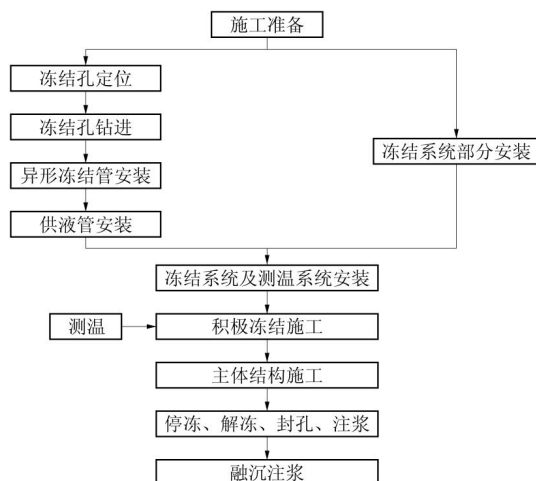 施工准备
冻结孔定位
冻结孔钻进
冻结系统部分安装
异形冻结管安装
供液管安装
冻结系统及测温系统安装
测温
积极冻结施工
主体结构施工
停冻、解冻、封孔、注浆
融沉注浆